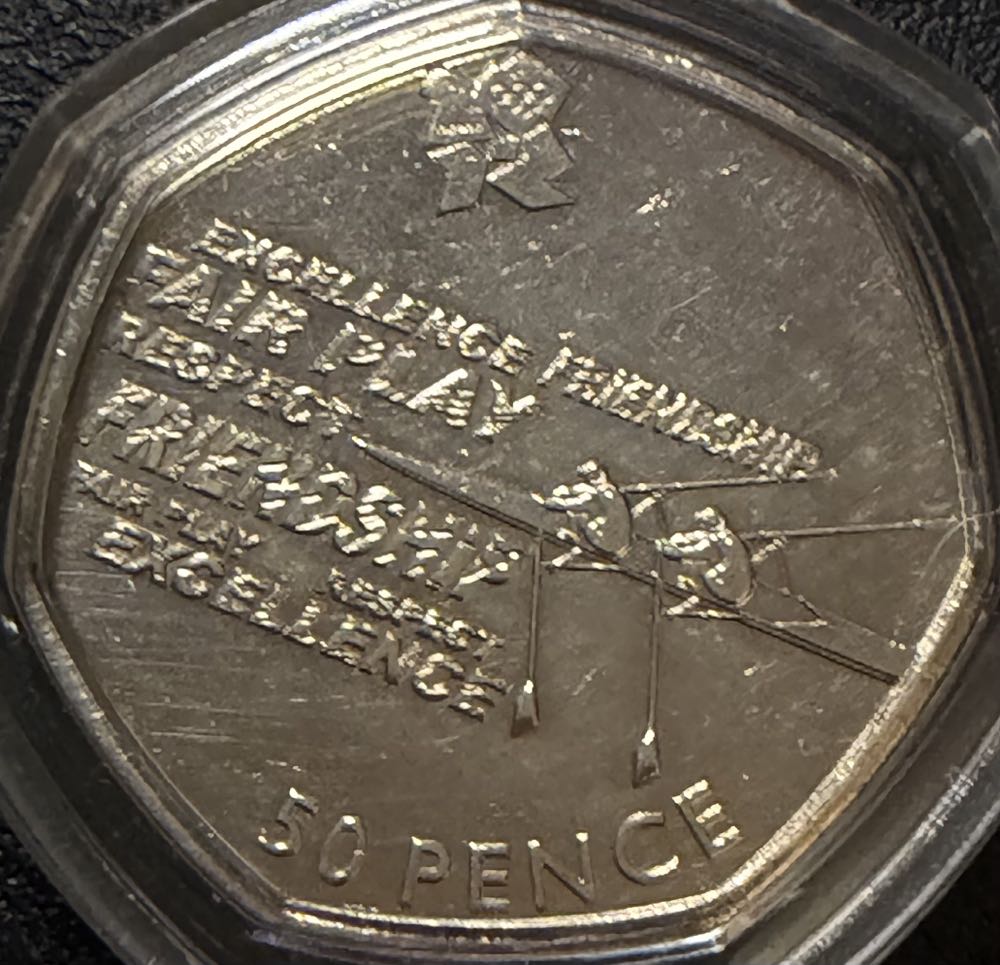 EXCELLENCE FRIENDSHIP
FAIR PLAY
RESPECT
FRIENDSHIP
FAIR PLAY RESPECT
EXCELLENCE
50 PENCE